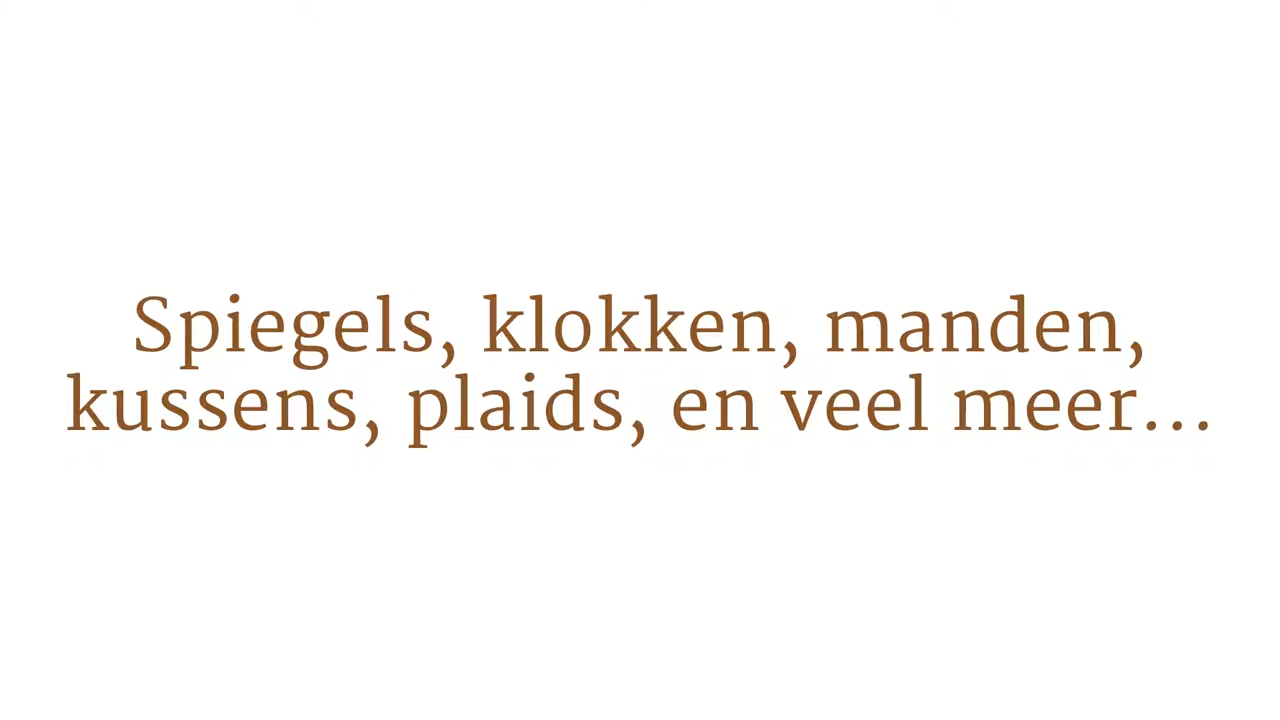 Spiegels, klokken, manden,
kussens, plaids, en veel meer...